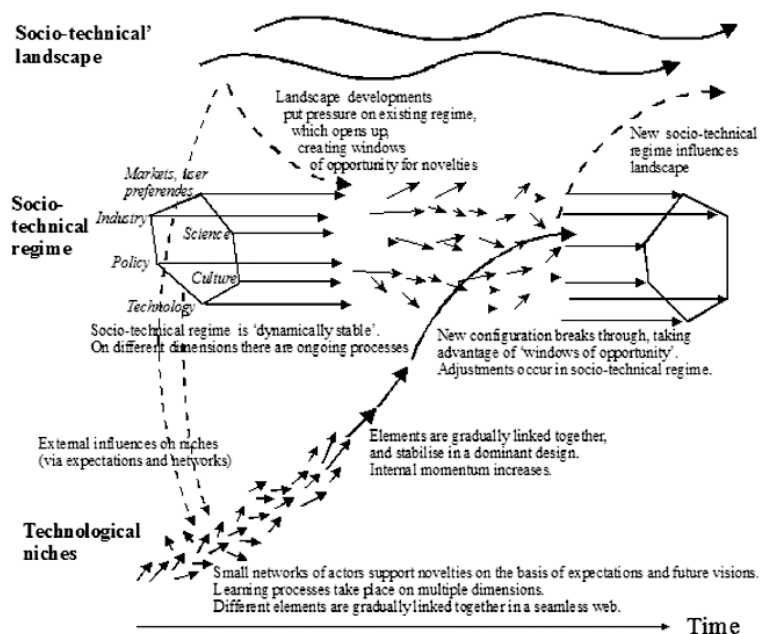 Socio-technical’
landscape
Landscape developments
put pressure on existing regime,
which opens up,
creating windows
of opportunity for novelties
New socio-technical
regime influences
landscape
Markets, user
preferendes
Socio-
technical
regime
Industry
Science
Policy
Culture
Technology
Socio-technical regime is ‘dynamically stable’.
On different dimensions there are ongoing processes
New configuration breaks through, taking
advantage of ‘windows of opportunity’.
Adjustments occur in socio-technical regime.
External influences on niches
(via expectations and networks)
Elements are gradually linked together,
and stabilise in a dominant design.
Internal momentum increases.
Technological
niches
Small networks of actors support novelties on the basis of expectations and future visions.
Learning processes take place on multiple dimensions.
Different elements are gradually linked together in a seamless web.
Time